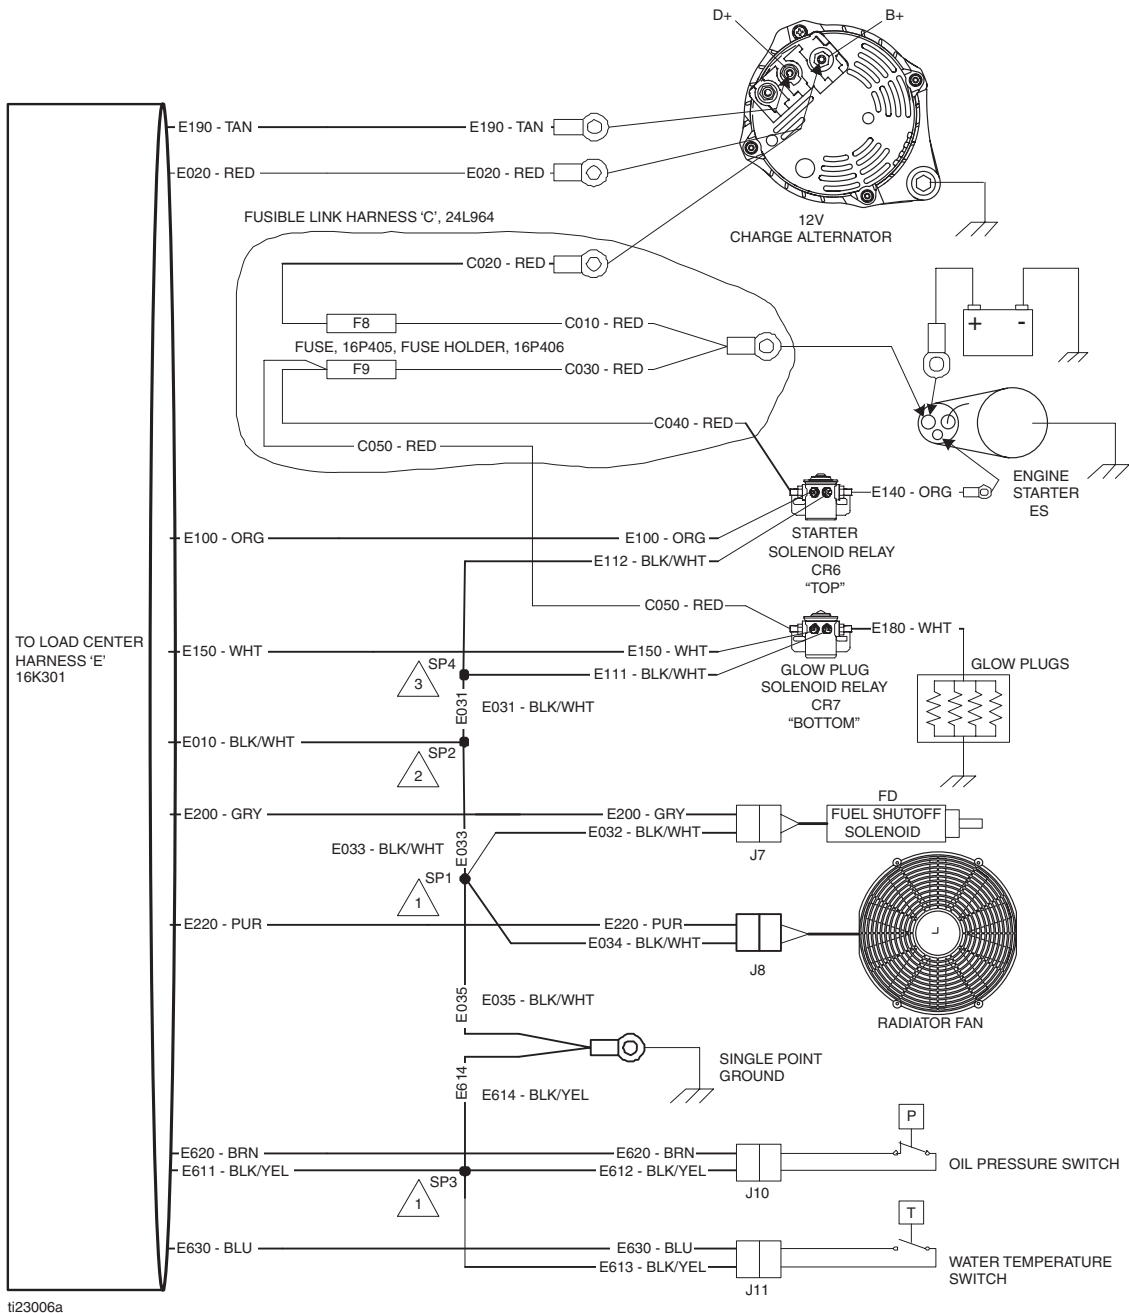 D+
B+
E190 - TAN
E190 - TAN
E020 - RED
E020 - RED
12V
CHARGE ALTERNATOR
FUSIBLE LINK HARNESS ‘C’, 24L964
C020 - RED
F8
C010 - RED
+
-
FUSE, 16P405, FUSE HOLDER, 16P406
F9
C030 - RED
C040 - RED
C050 - RED
ENGINE
STARTER
ES
E140 - ORG
STARTER
SOLENOID RELAY
CR6
“TOP”
E100 - ORG
E100 - ORG
E112 - BLK/WHT
C050 - RED
E180 - WHT
TO LOAD CENTER
HARNESS ‘E’
16K301
E150 - WHT
E150 - WHT
SP4
3
E111 - BLK/WHT
GLOW PLUG
SOLENOID RELAY
CR7
“BOTTOM”
GLOW PLUGS
E031
E031 - BLK/WHT
E010 - BLK/WHT
SP2
2
E200 - GRY
E200 - GRY
E032 - BLK/WHT
J7
FD
FUEL SHUTOFF
SOLENOID
E033 - BLK/WHT
E033
SP1
1
E220 - PUR
E220 - PUR
E034 - BLK/WHT
J8
RADIATOR FAN
E035
E035 - BLK/WHT
SINGLE POINT
GROUND
E614
E614 - BLK/YEL
P
E620 - BRN
E620 - BRN
E611 - BLK/YEL
E612 - BLK/YEL
J10
OIL PRESSURE SWITCH
SP3
1
T
E630 - BLU
E630 - BLU
E613 - BLK/YEL
J11
WATER TEMPERATURE
SWITCH
ti23006a